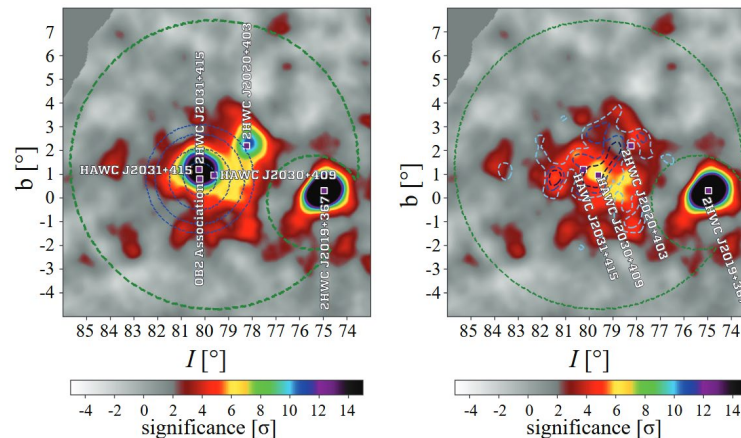 7
6
5
4
3
2
1
0
-1
-2
-3
-4
b [°]
85 84 83 82 81 80 79 78 77 76 75 74
l [°]
HAWC J2031+415
2HWC J2031+415
OB2 Association
2HWC J2020+403
HAWC J2030+409
2HWC J2019+367
-4 -2 0 2 4 6 8 10 12 14
significance [σ]
7
6
5
4
3
2
1
0
-1
-2
-3
-4
b [°]
85 84 83 82 81 80 79 78 77 76 75 74
l [°]
HAWC J2031+415
HAWC J2030+409
2HWC J2020+403
2HWC J2019+367
-4 -2 0 2 4 6 8 10 12 14
significance [σ]